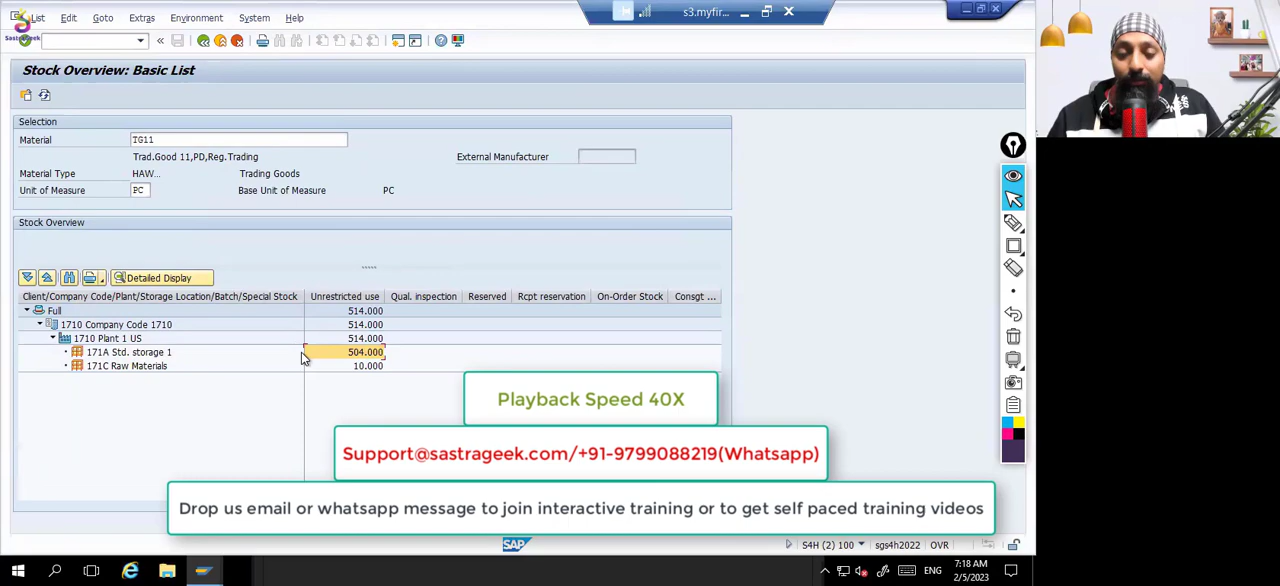 List Edit Goto Extras Environment System Help
s3.myfir...
SastraGeek
Stock Overview: Basic List
Selection
Material TG11
Trad.Good 11,PD,Reg.Trading External Manufacturer
Material Type HAW... Trading Goods
Unit of Measure PC Base Unit of Measure PC
Stock Overview
Detailed Display
Client/Company Code/Plant/Storage Location/Batch/Special Stock Unrestricted use Qual. inspection Reserved Rcpt reservation On-Order Stock Consgt ...
Full 514.000
1710 Company Code 1710 514.000
1710 Plant 1 US 514.000
171A Std. storage 1 504.000
171C Raw Materials 10.000
Playback Speed 40X
Support@sastrageek.com/+91-9799088219(Whatsapp)
Drop us email or whatsapp message to join interactive training or to get self paced training videos
SAP S4H (2) 100 sgs4h2022 OVR
ENG 7:18 AM
2/5/2023